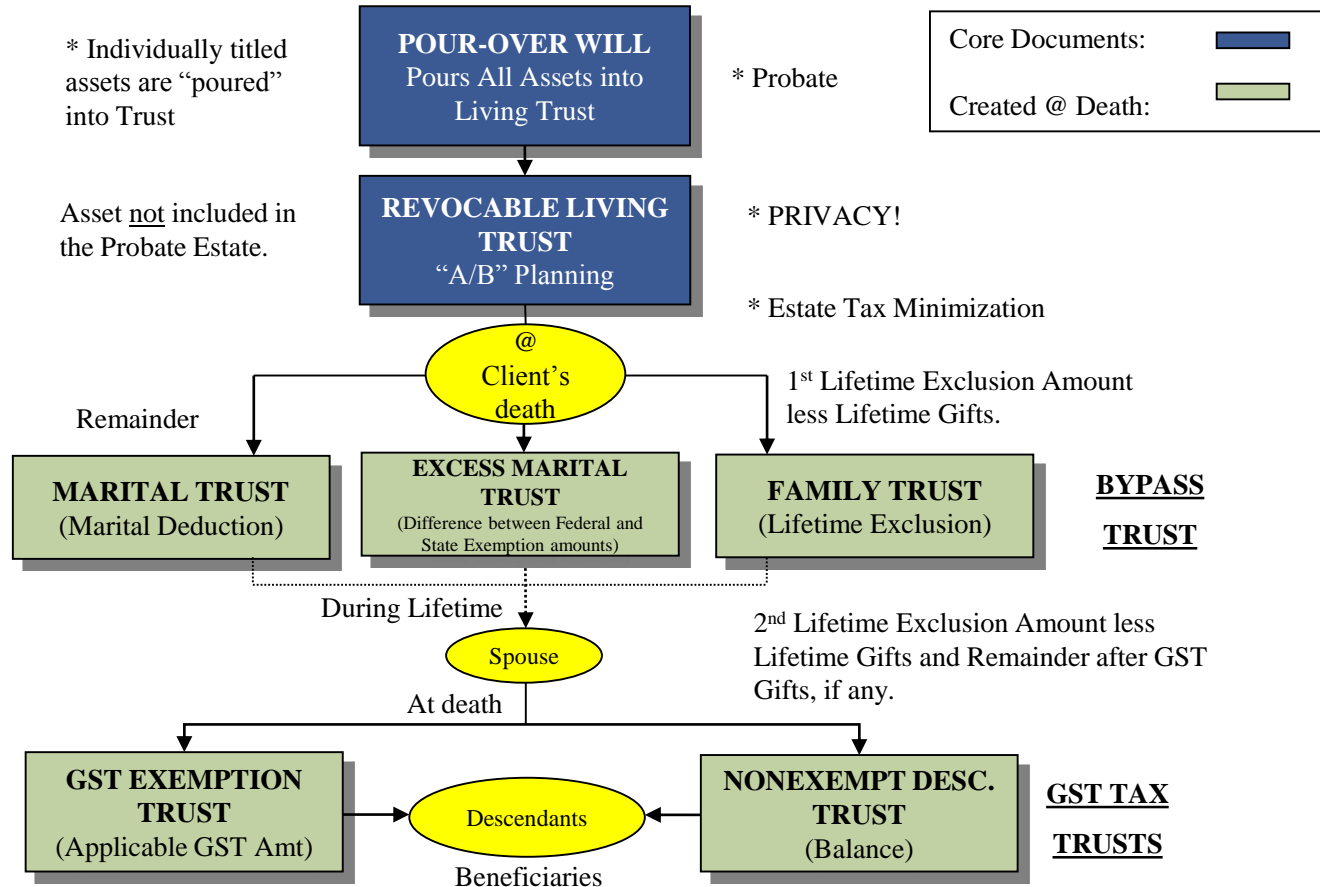 * Individually titled
assets are “poured”
into Trust
POUR-OVER WILL
Pours All Assets into
Living Trust
* Probate
Core Documents:
Created @ Death:
Asset not included in
the Probate Estate.
REVOCABLE LIVING
TRUST
“A/B” Planning
* PRIVACY!
* Estate Tax Minimization
@
Client’s
death
1st Lifetime Exclusion Amount
less Lifetime Gifts.
Remainder
MARITAL TRUST
(Marital Deduction)
EXCESS MARITAL
TRUST
(Difference between Federal and
State Exemption amounts)
FAMILY TRUST
(Lifetime Exclusion)
BYPASS
TRUST
During Lifetime
Spouse
2nd Lifetime Exclusion Amount less
Lifetime Gifts and Remainder after GST
Gifts, if any.
At death
GST EXEMPTION
TRUST
(Applicable GST Amt)
Descendants
Beneficiaries
NONEXEMPT DESC.
TRUST
(Balance)
GST TAX
TRUSTS